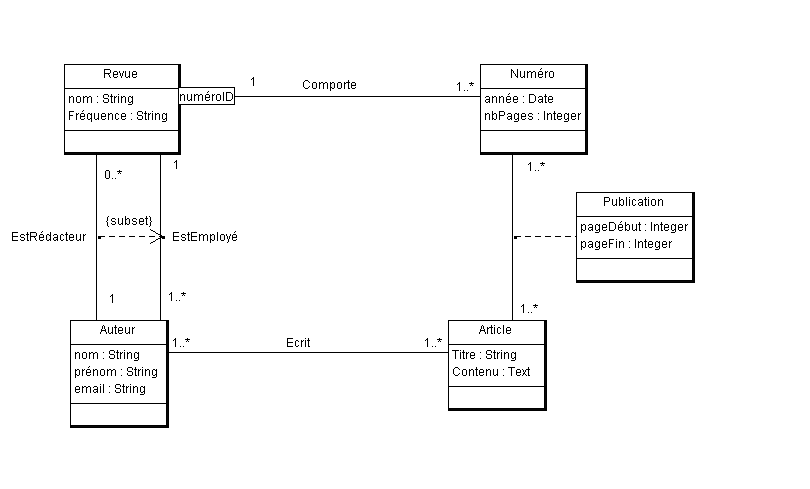 Revue
nom : String
Fréquence : String
numéroID
1
Comporte
1..*
Numéro
année : Date
nbPages : Integer
0..*
1
1..*
{subset}
EstRédacteur
EstEmployé
Publication
pageDébut : Integer
pageFin : Integer
1
1..*
1..*
Auteur
nom : String
prénom : String
email : String
1..*
Ecrit
1..*
Article
Titre : String
Contenu : Text